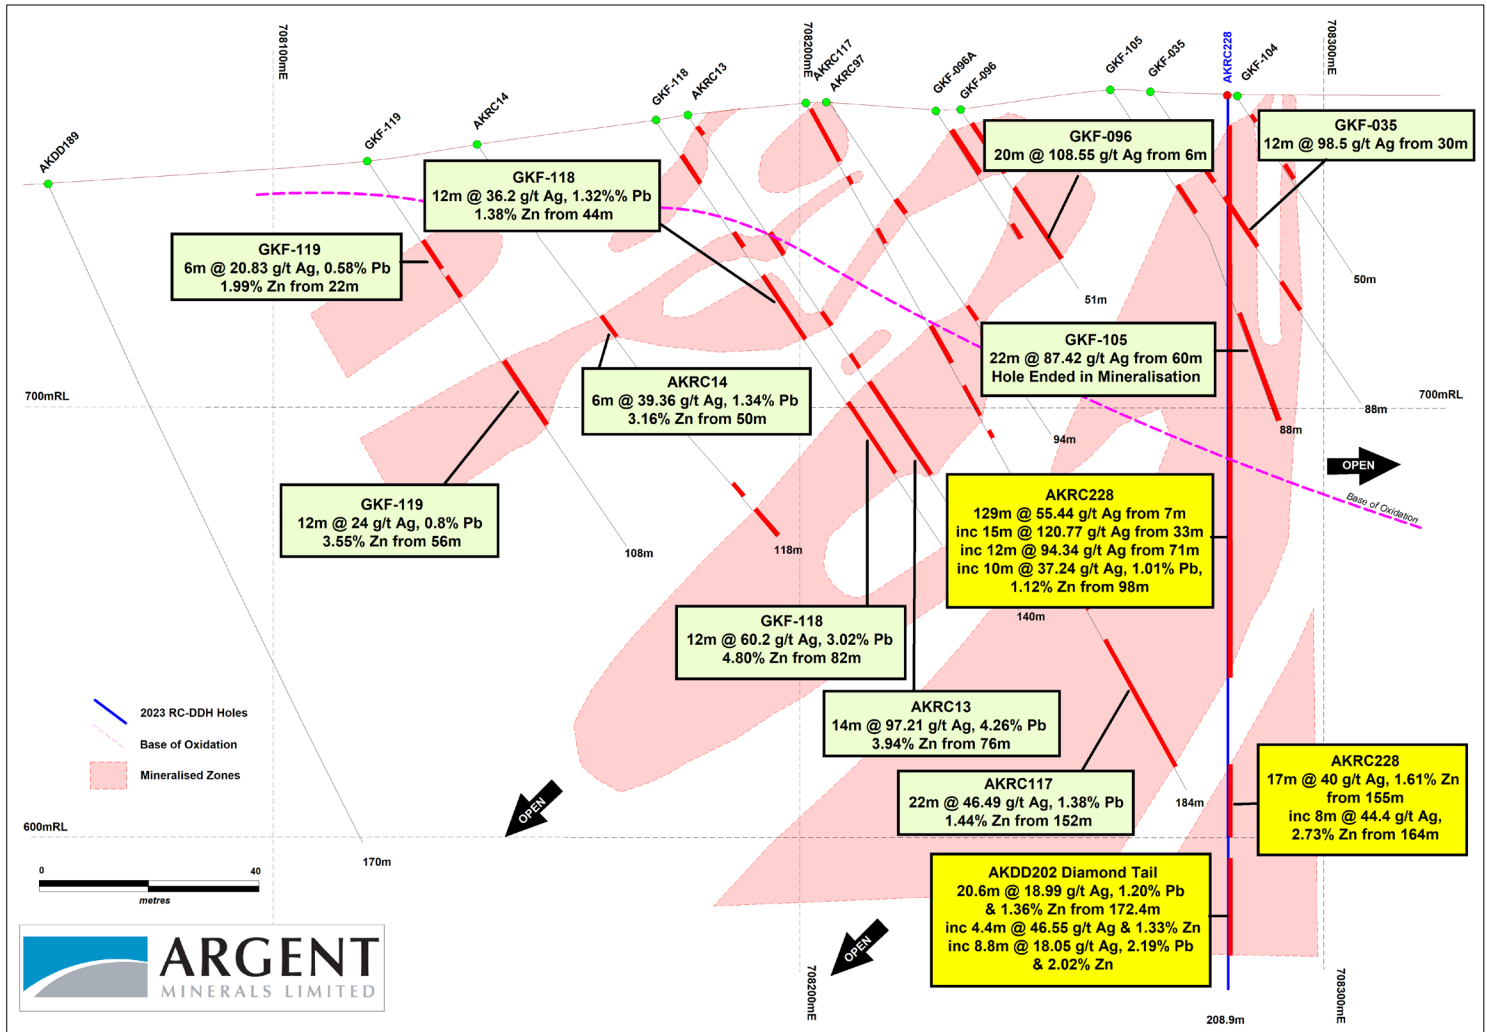 708100mE
708200mE
708300mE
AKDD189
GKF-119
AKRC14
GKF-118
AKRC13
AKRC117
AKRC97
GKF-096A
GKF-096
GKF-105
GKF-035
AKRC228
GKF-104
GKF-096
20m @ 108.55 g/t Ag from 6m
GKF-035
12m @ 98.5 g/t Ag from 30m
GKF-118
12m @ 36.2 g/t Ag, 1.32%% Pb
1.38% Zn from 44m
GKF-119
6m @ 20.83 g/t Ag, 0.58% Pb
1.99% Zn from 22m
50m
51m
GKF-105
22m @ 87.42 g/t Ag from 60m
Hole Ended in Mineralisation
AKRC14
6m @ 39.36 g/t Ag, 1.34% Pb
3.16% Zn from 50m
700mRL
700mRL
88m
88m
94m
OPEN
GKF-119
12m @ 24 g/t Ag, 0.8% Pb
3.55% Zn from 56m
AKRC228
129m @ 55.44 g/t Ag from 7m
inc 15m @ 120.77 g/t Ag from 33m
inc 12m @ 94.34 g/t Ag from 71m
inc 10m @ 37.24 g/t Ag, 1.01% Pb,
1.12% Zn from 98m
Base of Oxidation
108m
118m
140m
GKF-118
12m @ 60.2 g/t Ag, 3.02% Pb
4.80% Zn from 82m
AKRC13
14m @ 97.21 g/t Ag, 4.26% Pb
3.94% Zn from 76m
2023 RC-DDH Holes
Base of Oxidation
Mineralised Zones
AKRC117
22m @ 46.49 g/t Ag, 1.38% Pb
1.44% Zn from 152m
184m
AKRC228
17m @ 40 g/t Ag, 1.61% Zn
from 155m
inc 8m @ 44.4 g/t Ag,
2.73% Zn from 164m
OPEN
600mRL
170m
0 40
metres
AKDD202 Diamond Tail
20.6m @ 18.99 g/t Ag, 1.20% Pb
& 1.36% Zn from 172.4m
inc 4.4m @ 46.55 g/t Ag & 1.33% Zn
inc 8.8m @ 18.05 g/t Ag, 2.19% Pb
& 2.02% Zn
OPEN
ARGENT
MINERALS LIMITED
708200mE
708300mE
208.9m